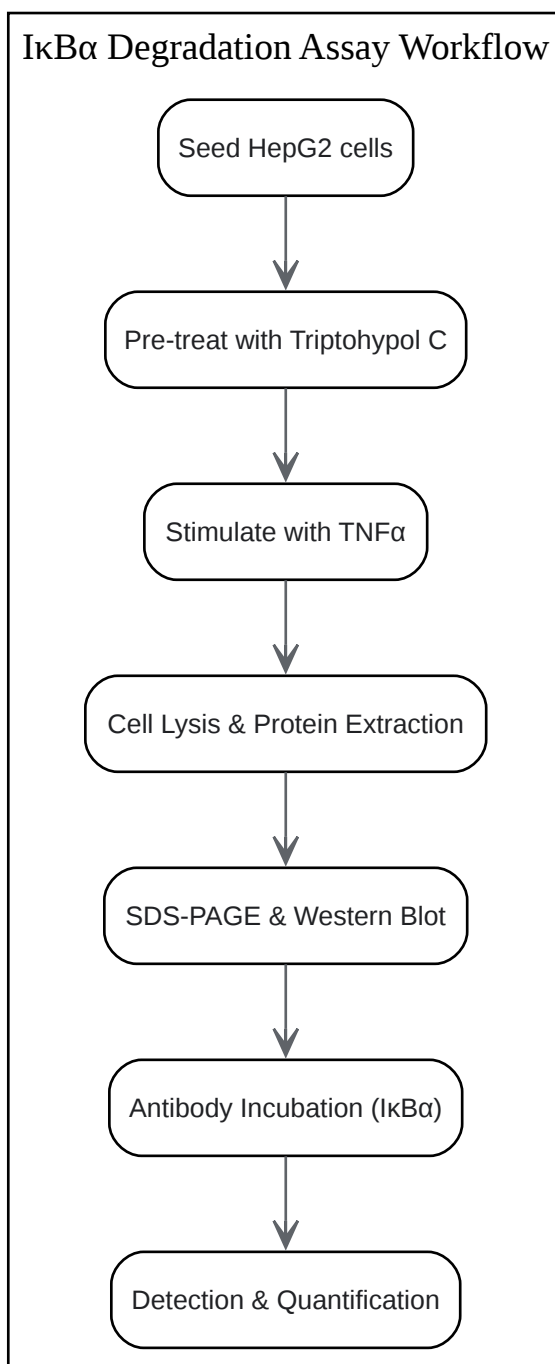 IκBα Degradation Assay Workflow
Seed HepG2 cells
Pre-treat with Triptohypol C
Stimulate with TNFα
Cell Lysis & Protein Extraction
SDS-PAGE & Western Blot
Antibody Incubation (IκBα)
Detection & Quantification